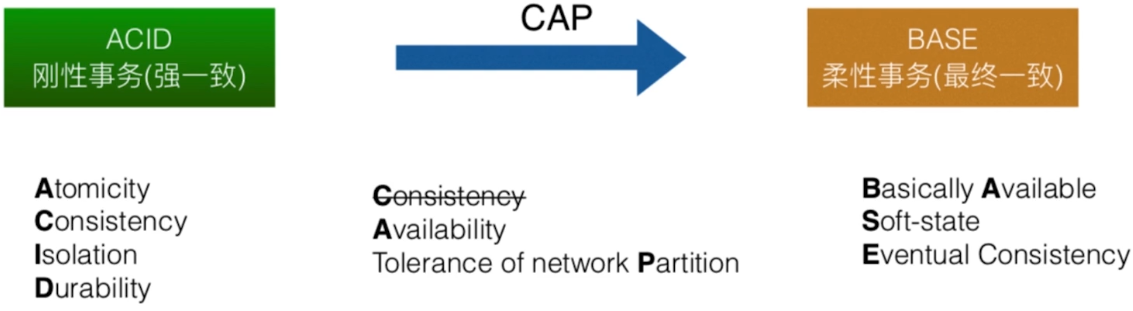 ACID
刚性事务(强一致)
CAP
BASE
柔性事务(最终一致)
Atomicity
Consistency
Isolation
Durability
Consistency
Availability
Tolerance of network Partition
Basically Available
Soft-state
Eventual Consistency